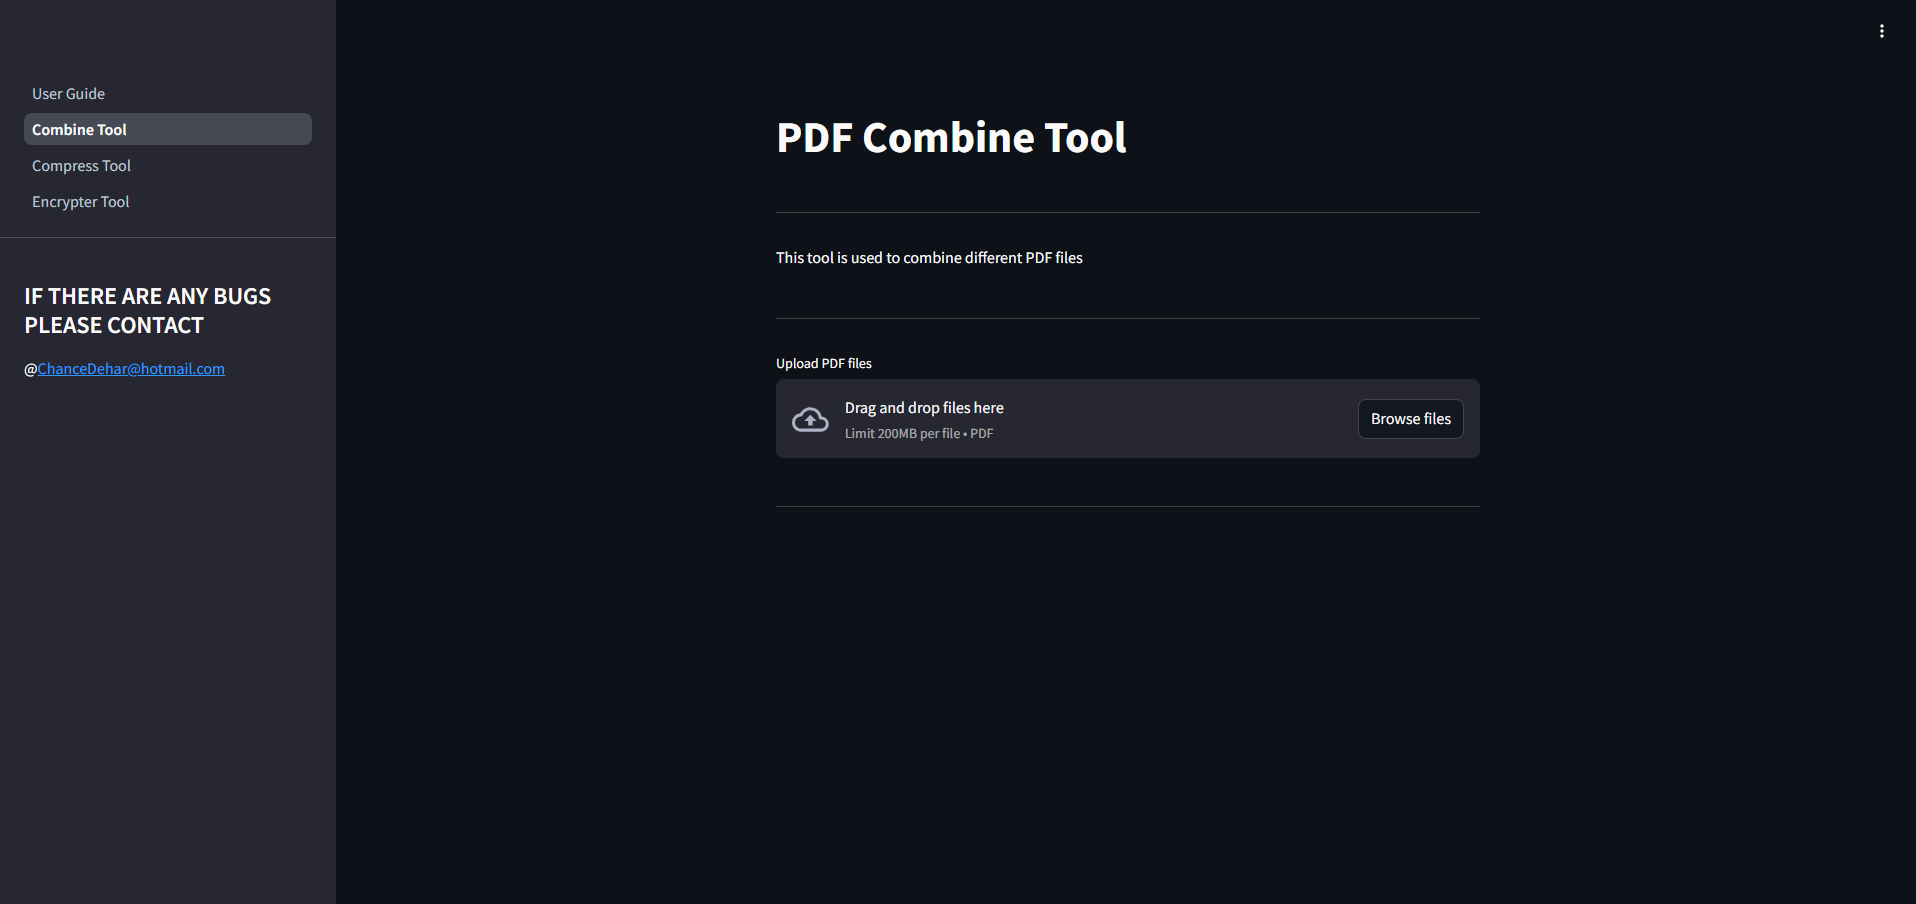 User Guide
Combine Tool
Compress Tool
Encrypter Tool
IF THERE ARE ANY BUGS
PLEASE CONTACT
@ChanceDehar@hotmail.com
PDF Combine Tool
This tool is used to combine different PDF files
Upload PDF files
Drag and drop files here
Limit 200MB per file • PDF
Browse files